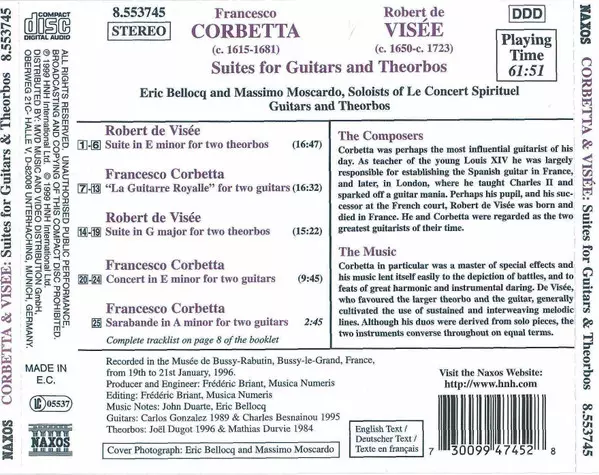 8.553745
STEREO
Francesco
CORBETTA
(c. 1615-1681)
Robert de
VISÉE
(c. 1650-c. 1723)
DDD
Playing
Time
61:51
Suites for Guitars and Theorbos
Eric Bellocq and Massimo Moscardo, Soloists of Le Concert Spirituel
Guitars and Theorbos
Robert de Visée
1-6 Suite in E minor for two theorbos (16:47)
Francesco Corbetta
7-13 “La Guitarre Royalle” for two guitars (16:32)
Robert de Visée
14-19 Suite in G major for two theorbos (15:22)
Francesco Corbetta
20-24 Concert in E minor for two guitars (9:45)
Francesco Corbetta
25 Sarabande in A minor for two guitars 2:45
Complete tracklist on page 8 of the booklet
The Composers
Corbetta was perhaps the most influential guitarist of his
day. As teacher of the young Louis XIV he was largely
responsible for establishing the Spanish guitar in France,
and later, in London, where he taught Charles II and
sparked off a guitar mania. Perhaps his pupil, and his suc-
cessor at the French court, Robert de Visée was born and
died in France. He and Corbetta were regarded as the two
greatest guitarists of their time.
The Music
Corbetta in particular was a master of special effects and
his music lent itself easily to the depiction of battles, and to
feats of great harmonic and instrumental daring. De Visée,
who favoured the larger theorbo and the guitar, generally
cultivated the use of sustained and interweaving melodic
lines. Although his duos were derived from solo pieces, the
two instruments converse throughout on equal terms.
Recorded in the Musée de Bussy-Rabutin, Bussy-le-Grand, France,
from 19th to 21st January, 1996.
Producer and Engineer: Frédéric Briant, Musica Numeris
Editing: Frédéric Briant, Musica Numeris
Music Notes: John Duarte, Eric Bellocq
Guitars: Carlos Gonzalez 1989 & Charles Besnainou 1995
Theorbos: Joël Dugot 1996 & Mathias Durvie 1984
Cover Photograph: Eric Bellocq and Massimo Moscardo
English Text /
Deutscher Text /
Texte en français
Visit the Naxos Website:
http://www.hnh.com
7 30099 47452 8
COMPACT
disc
DIGITAL AUDIO
ALL RIGHTS RESERVED. UNAUTHORISED PUBLIC PERFORMANCE,
BROADCASTING AND COPYING OF THIS COMPACT DISC PROHIBITED.
℗ 1999 HNH International Ltd. © 1999 HNH International Ltd.
DISTRIBUTED BY: MVD MUSIC AND VIDEO DISTRIBUTION GmbH,
OBERWEG 21C - HALLE V, D-82008 UNTERHACHING, MUNICH, GERMANY.
MADE IN
E.C.
LC 05537
NAXOS
NAXOS CORBETTA & VISÉE: Suites for Guitars & Theorbos 8.553745
NAXOS CORBETTA & VISÉE: Suites for Guitars & Theorbos 8.553745